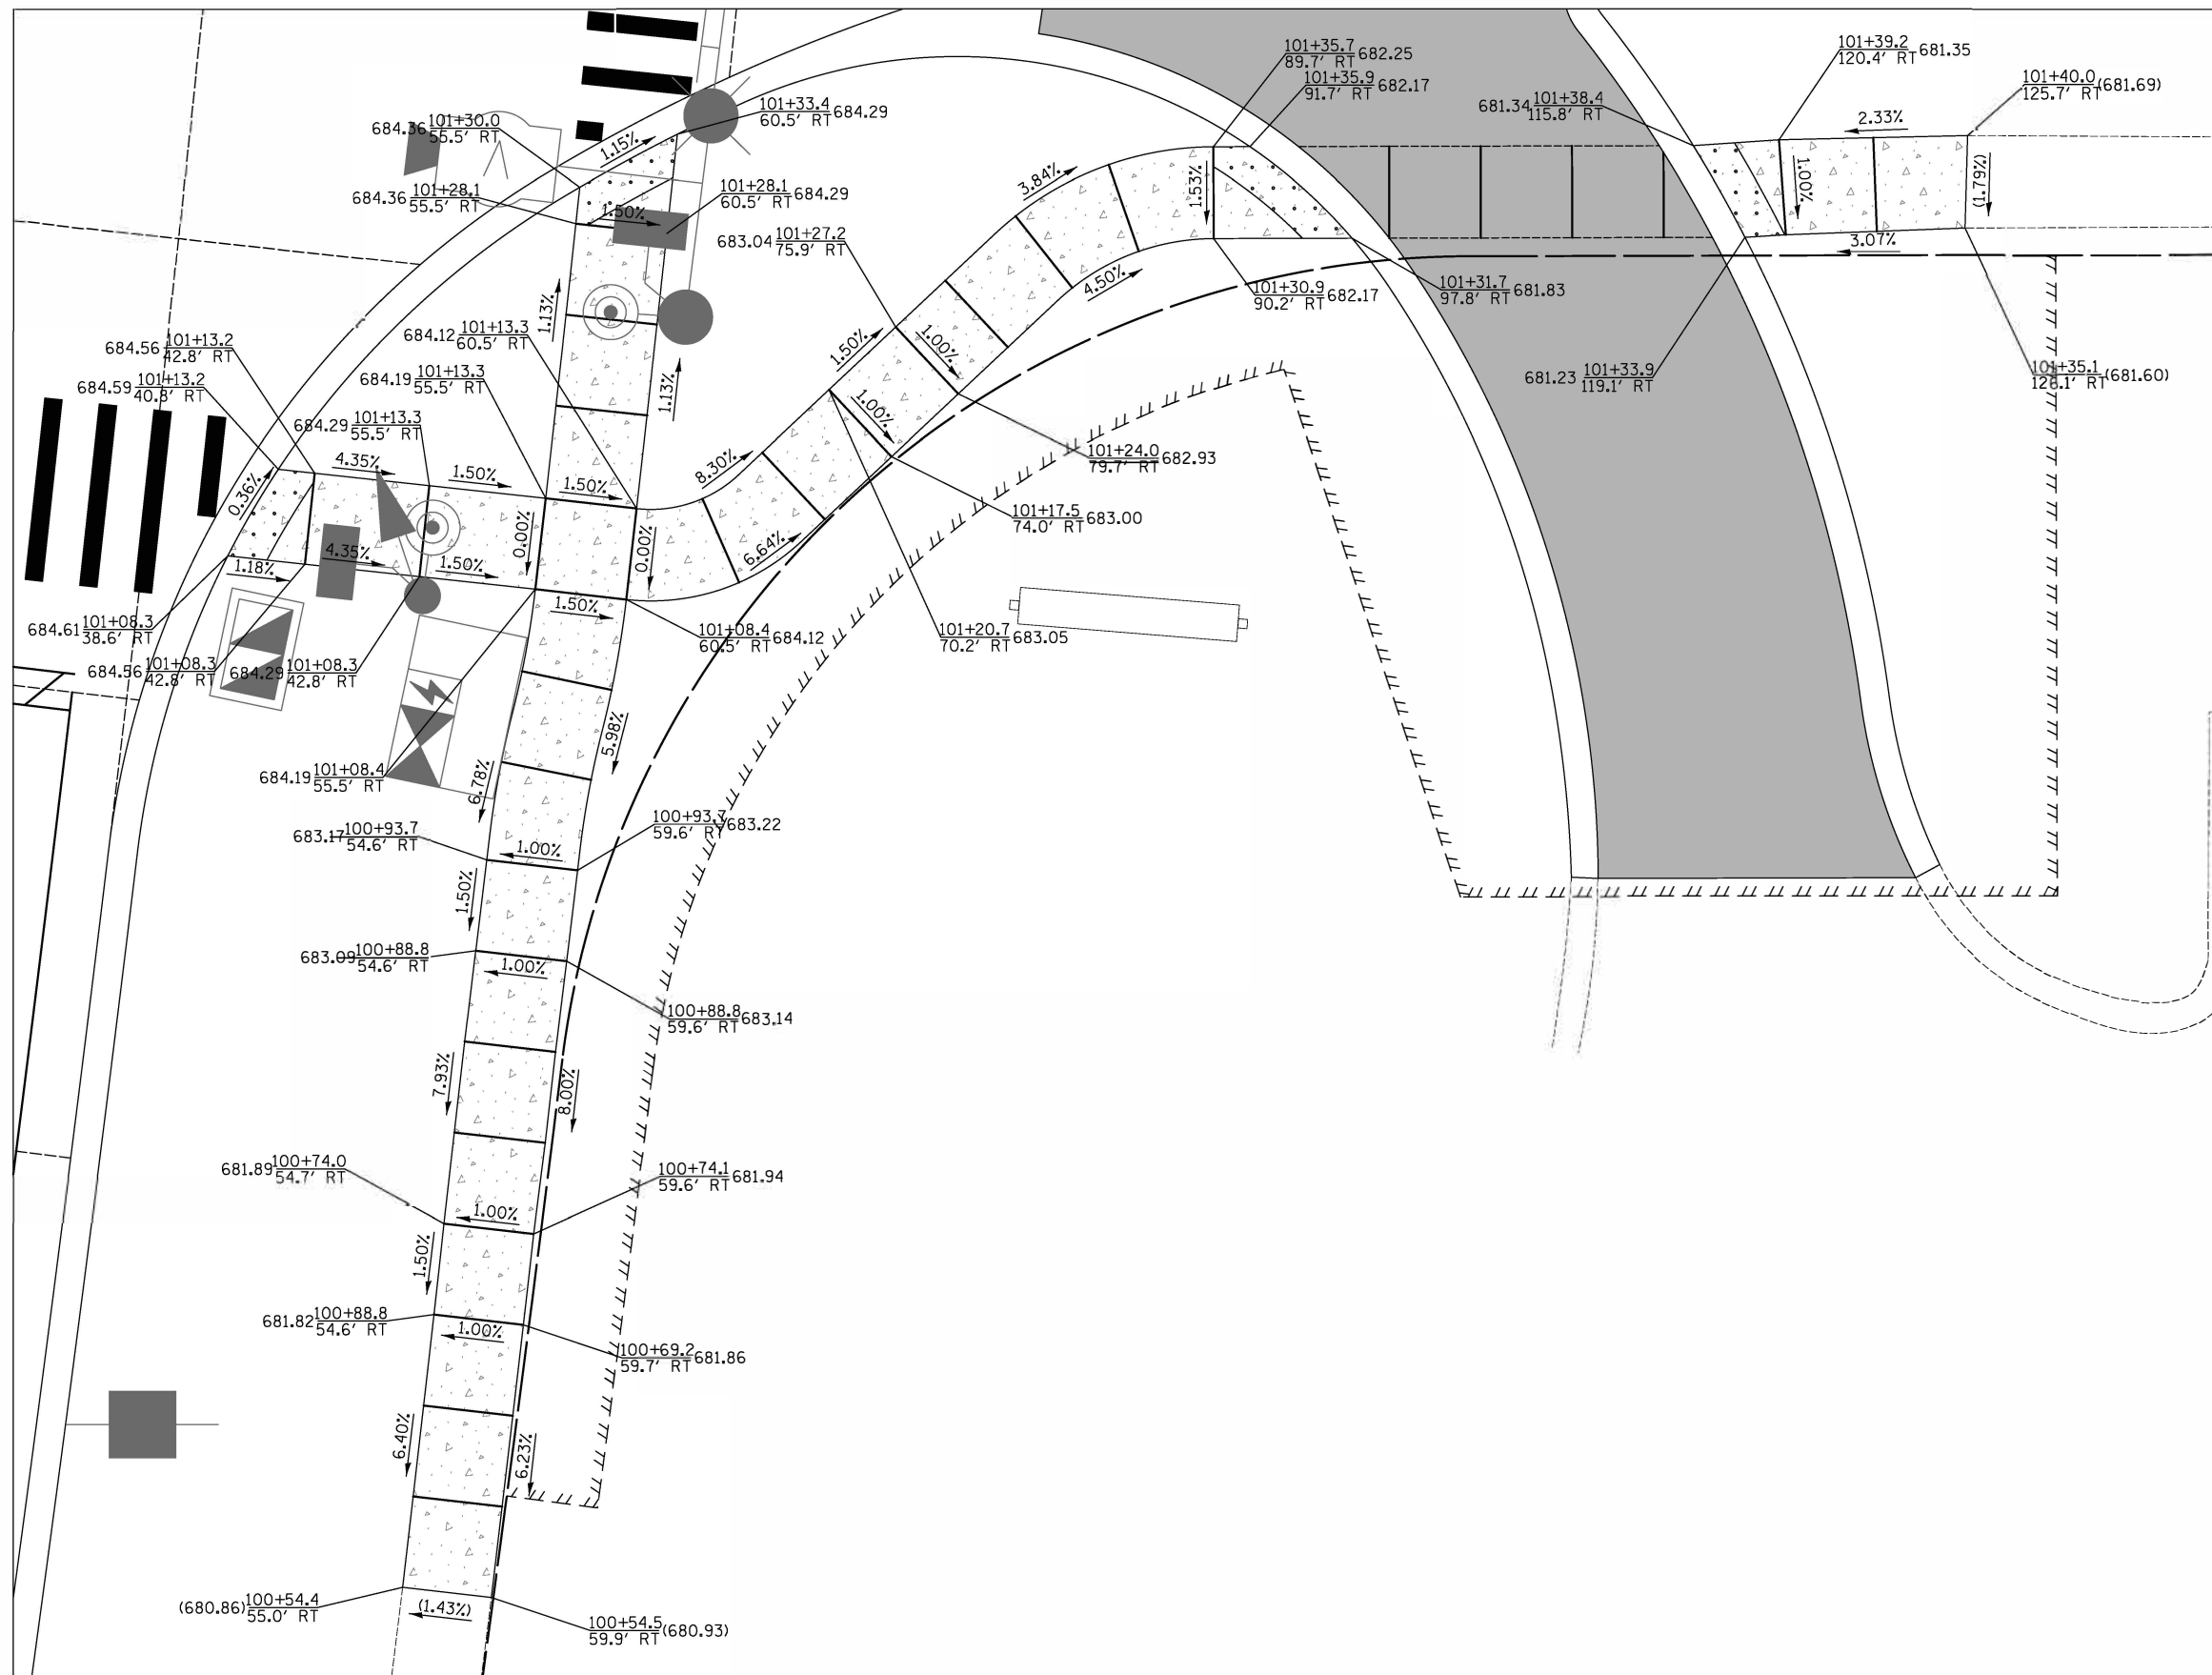 101+35.7
89.7' RT 682.25
101+35.9
91.7' RT 682.17
101+39.2
120.4' RT 681.35
101+40.0
125.7' RT (681.69)
681.34 101+38.4
115.8' RT
2.33%
1.00%
(1.79%)
3.07%
101+33.4
60.5' RT 684.29
684.36 101+30.0
55.5' RT
1.15%
684.36 101+28.1
55.5' RT
1.50%
101+28.1
60.5' RT 684.29
683.04 101+27.2
75.9' RT
3.84%
1.53%
4.50%
101+30.9
90.2' RT 682.17
101+31.7
97.8' RT 681.83
681.23 101+33.9
119.1' RT
101+35.1
126.1' RT (681.60)
1.13%
1.13%
684.12 101+13.3
60.5' RT
684.56 101+13.2
42.8' RT
684.59 101+13.2
40.8' RT
684.19 101+13.3
55.5' RT
684.29 101+13.3
55.5' RT
1.50%
1.00%
1.00%
101+24.0
79.7' RT 682.93
101+17.5
74.0' RT 683.00
101+20.7
70.2' RT 683.05
8.30%
6.64%
0.36%
4.35%
1.50%
1.50%
0.00%
0.00%
4.35%
1.50%
1.18%
1.50%
684.61 101+08.3
38.6' RT
684.56 101+08.3
42.8' RT
684.29 101+08.3
42.8' RT
101+08.4
60.5' RT 684.12
684.19 101+08.4
55.5' RT
5.98%
6.78%
683.17 100+93.7
54.6' RT
100+93.7
59.6' RT 683.22
1.00%
1.50%
683.09 100+88.8
54.6' RT
1.00%
100+88.8
59.6' RT 683.14
7.93%
8.00%
681.89 100+74.0
54.7' RT
100+74.1
59.6' RT 681.94
1.00%
1.50%
681.82 100+88.8
54.6' RT
1.00%
100+69.2
59.7' RT 681.86
6.40%
6.23%
(680.86) 100+54.4
55.0' RT
(1.43%)
100+54.5
59.9' RT (680.93)